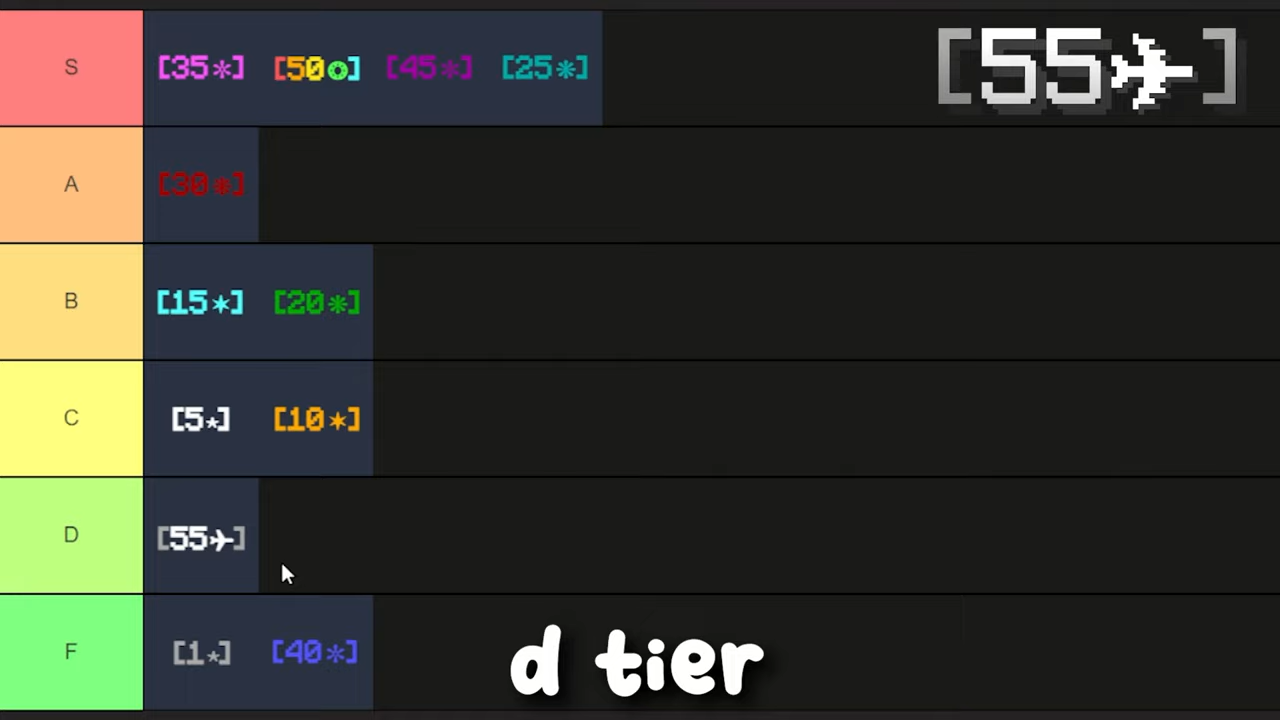 S [35✻] [50❂] [45✻] [25✻] [55✈]
A [30✻]
B [15✶] [20✻]
C [5★] [10✶]
D [55✈]
F [1★] [40✻]
d tier